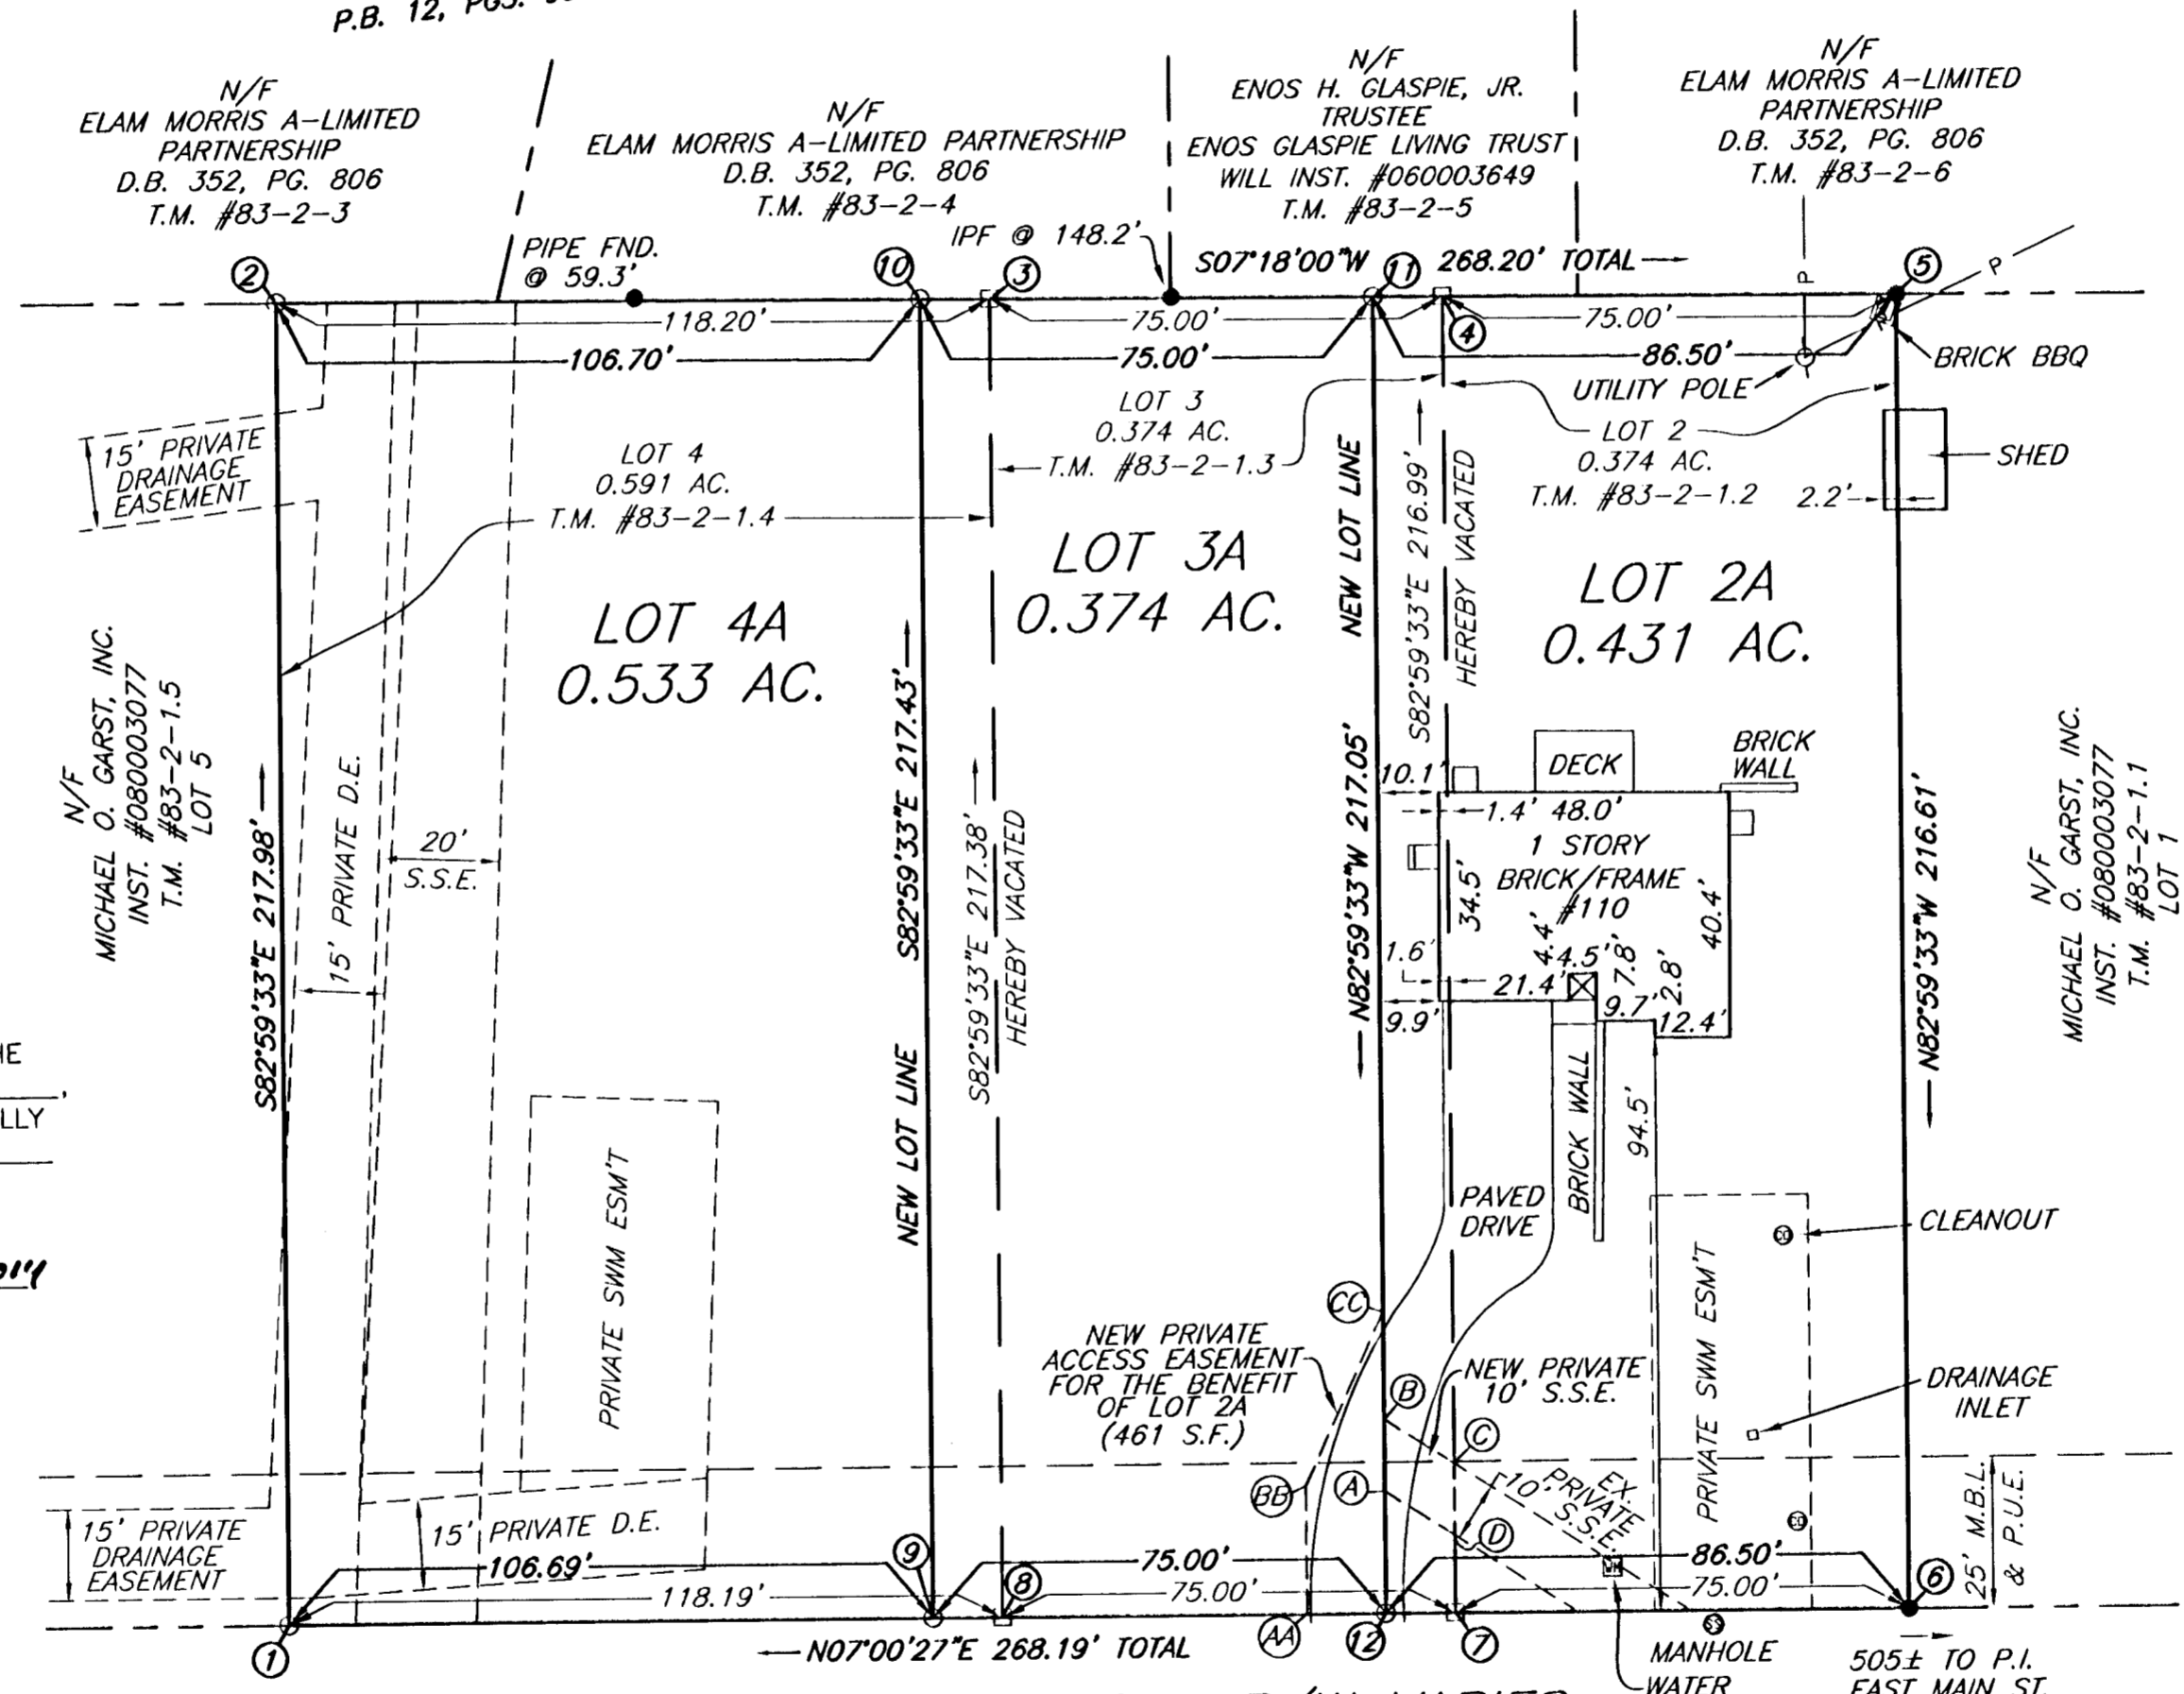 P.B. 12, PGS.
N/F
ELAM MORRIS A-LIMITED
PARTNERSHIP
D.B. 352, PG. 806
T.M. #83-2-3
N/F
ELAM MORRIS A-LIMITED PARTNERSHIP
D.B. 352, PG. 806
T.M. #83-2-4
N/F
ENOS H. GLASPIE, JR.
TRUSTEE
ENOS GLASPIE LIVING TRUST
WILL INST. #060003649
T.M. #83-2-5
N/F
ELAM MORRIS A-LIMITED
PARTNERSHIP
D.B. 352, PG. 806
T.M. #83-2-6
PIPE FND.
@ 59.3'
IPF @ 148.2'
S07°18'00"W 268.20' TOTAL
2
10
3
11
4
5
P
P
118.20'
75.00'
75.00'
106.70'
75.00'
86.50'
BRICK BBQ
UTILITY POLE
15' PRIVATE
DRAINAGE
EASEMENT
LOT 4
0.591 AC.
T.M. #83-2-1.4
LOT 3
0.374 AC.
T.M. #83-2-1.3
LOT 2
0.374 AC.
T.M. #83-2-1.2
2.2'
SHED
LOT 4A
0.533 AC.
LOT 3A
0.374 AC.
LOT 2A
0.431 AC.
N/F
MICHAEL O. GARST, INC.
INST. #080003077
T.M. #83-2-1.5
LOT 5
S82°59'33"E 217.98'
15' PRIVATE D.E.
20'
S.S.E.
NEW LOT LINE S82°59'33"E 217.43'
S82°59'33"E 217.38'
HEREBY VACATED
NEW LOT LINE
N82°59'33"W 217.05'
S82°59'33"E 216.99'
HEREBY VACATED
N82°59'33"W 216.61'
N/F
MICHAEL O. GARST, INC.
INST. #080003077
T.M. #83-2-1.1
LOT 1
DECK
BRICK
WALL
10.1'
1.4' 48.0'
1 STORY
BRICK/FRAME
#110
34.5'
40.4'
1.6'
4.4'
4.5'
7.8'
2.8'
21.4'
9.7'
12.4'
9.9'
BRICK WALL
94.5'
PAVED
DRIVE
PRIVATE SWM ESM'T
PRIVATE SWM ESM'T
CO
CLEANOUT
DRAINAGE
INLET
CC
B
C
NEW PRIVATE
ACCESS EASEMENT
FOR THE BENEFIT
OF LOT 2A
(461 S.F.)
NEW PRIVATE
10' S.S.E.
BB
A
D
EX.
PRIVATE
10' S.S.E.
CO
WM
25' M.B.L.
& P.U.E.
15' PRIVATE
DRAINAGE
EASEMENT
15' PRIVATE D.E.
106.69'
75.00'
86.50'
118.19'
75.00'
75.00'
9
8
6
1
AA
12
7
SS
N07°00'27"E 268.19' TOTAL
MANHOLE
WATER
505± TO P.I.
EAST MAIN ST.